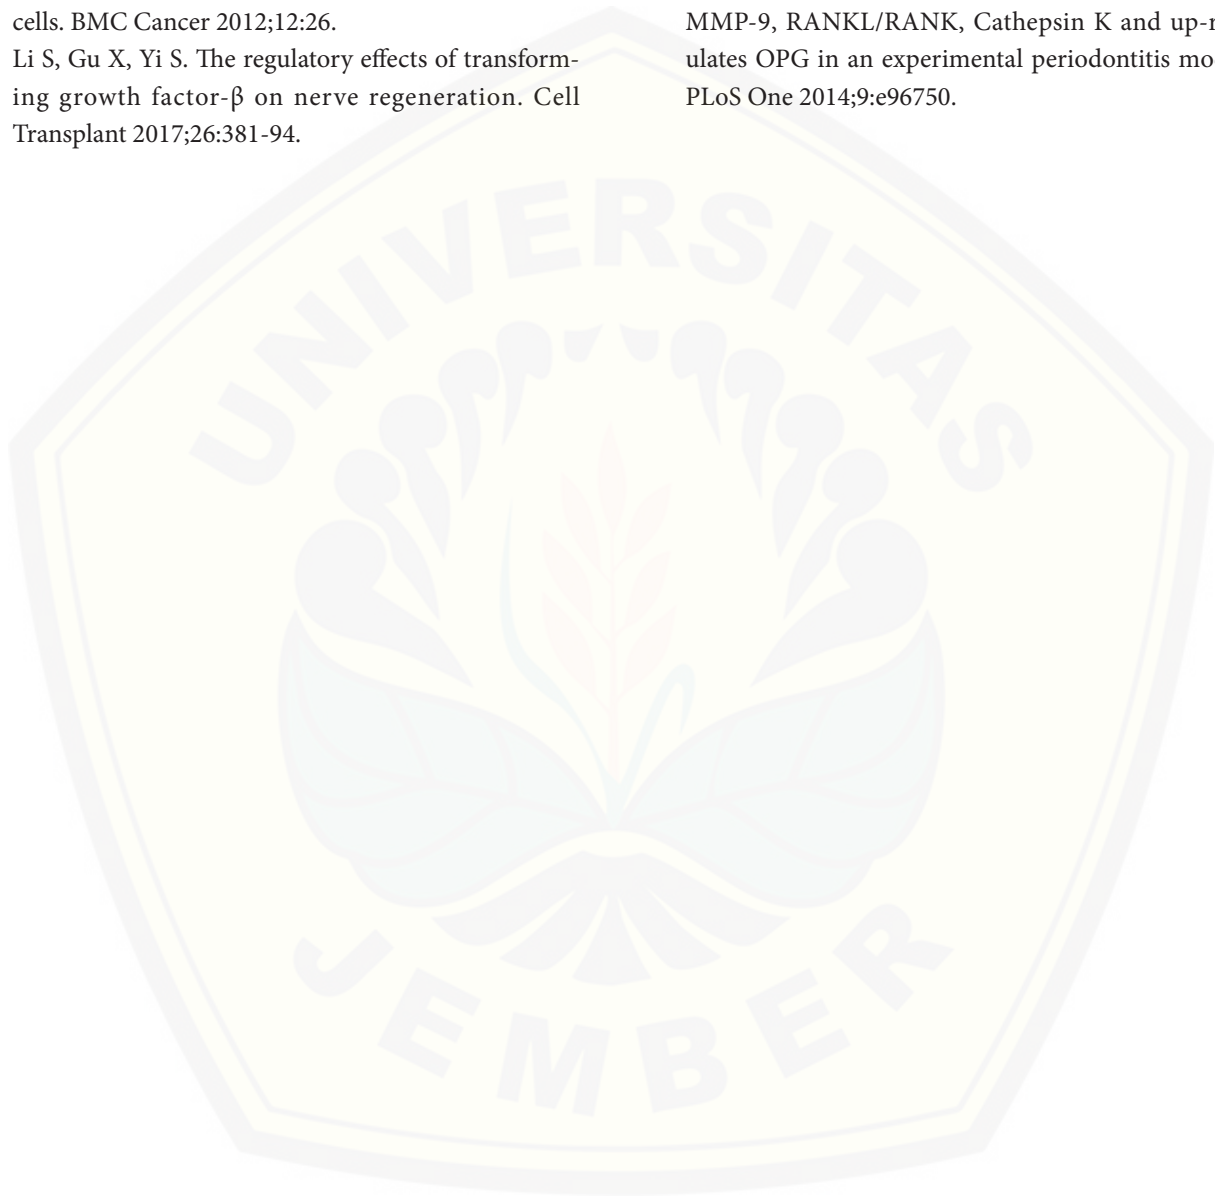 cells. BMC Cancer 2012;12:26.
Li S, Gu X, Yi S. The regulatory effects of transform-
ing growth factor-β on nerve regeneration. Cell
Transplant 2017;26:381-94.
MMP-9, RANKL/RANK, Cathepsin K and up-r
ulates OPG in an experimental periodontitis mo
PLoS One 2014;9:e96750.
UNIVERSITAS
JEMBER